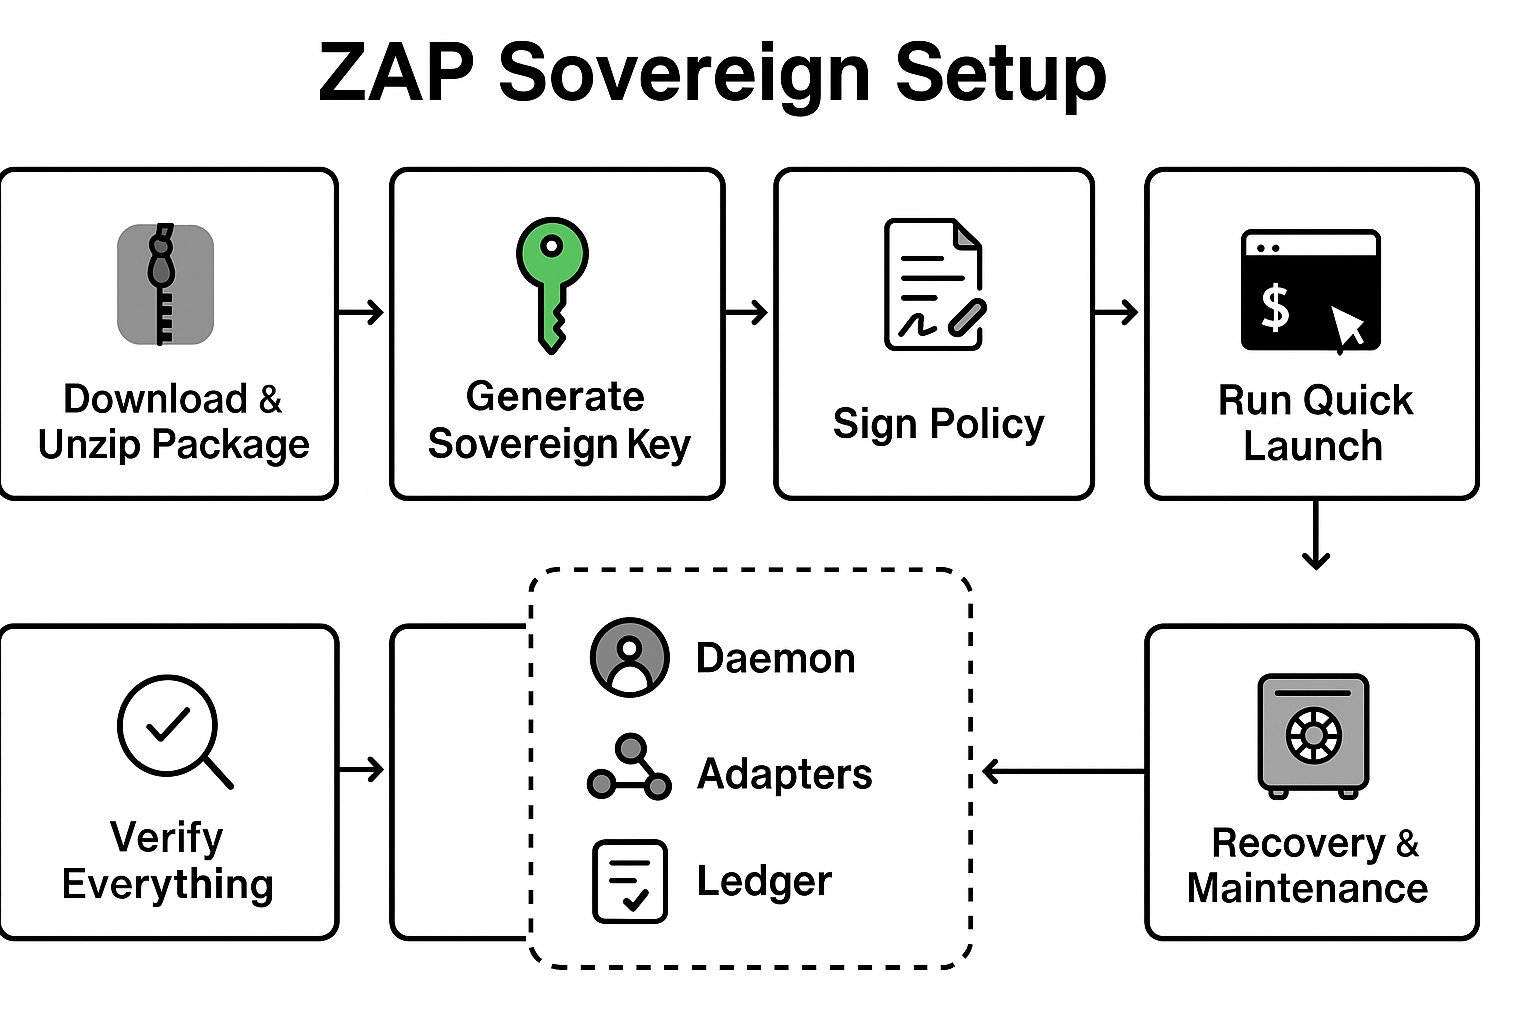 ZAP Sovereign Setup
Download &
Unzip Package
Generate
Sovereign Key
Sign Policy
$
Run Quick
Launch
Verify
Everything
Daemon
Adapters
Ledger
Recovery &
Maintenance